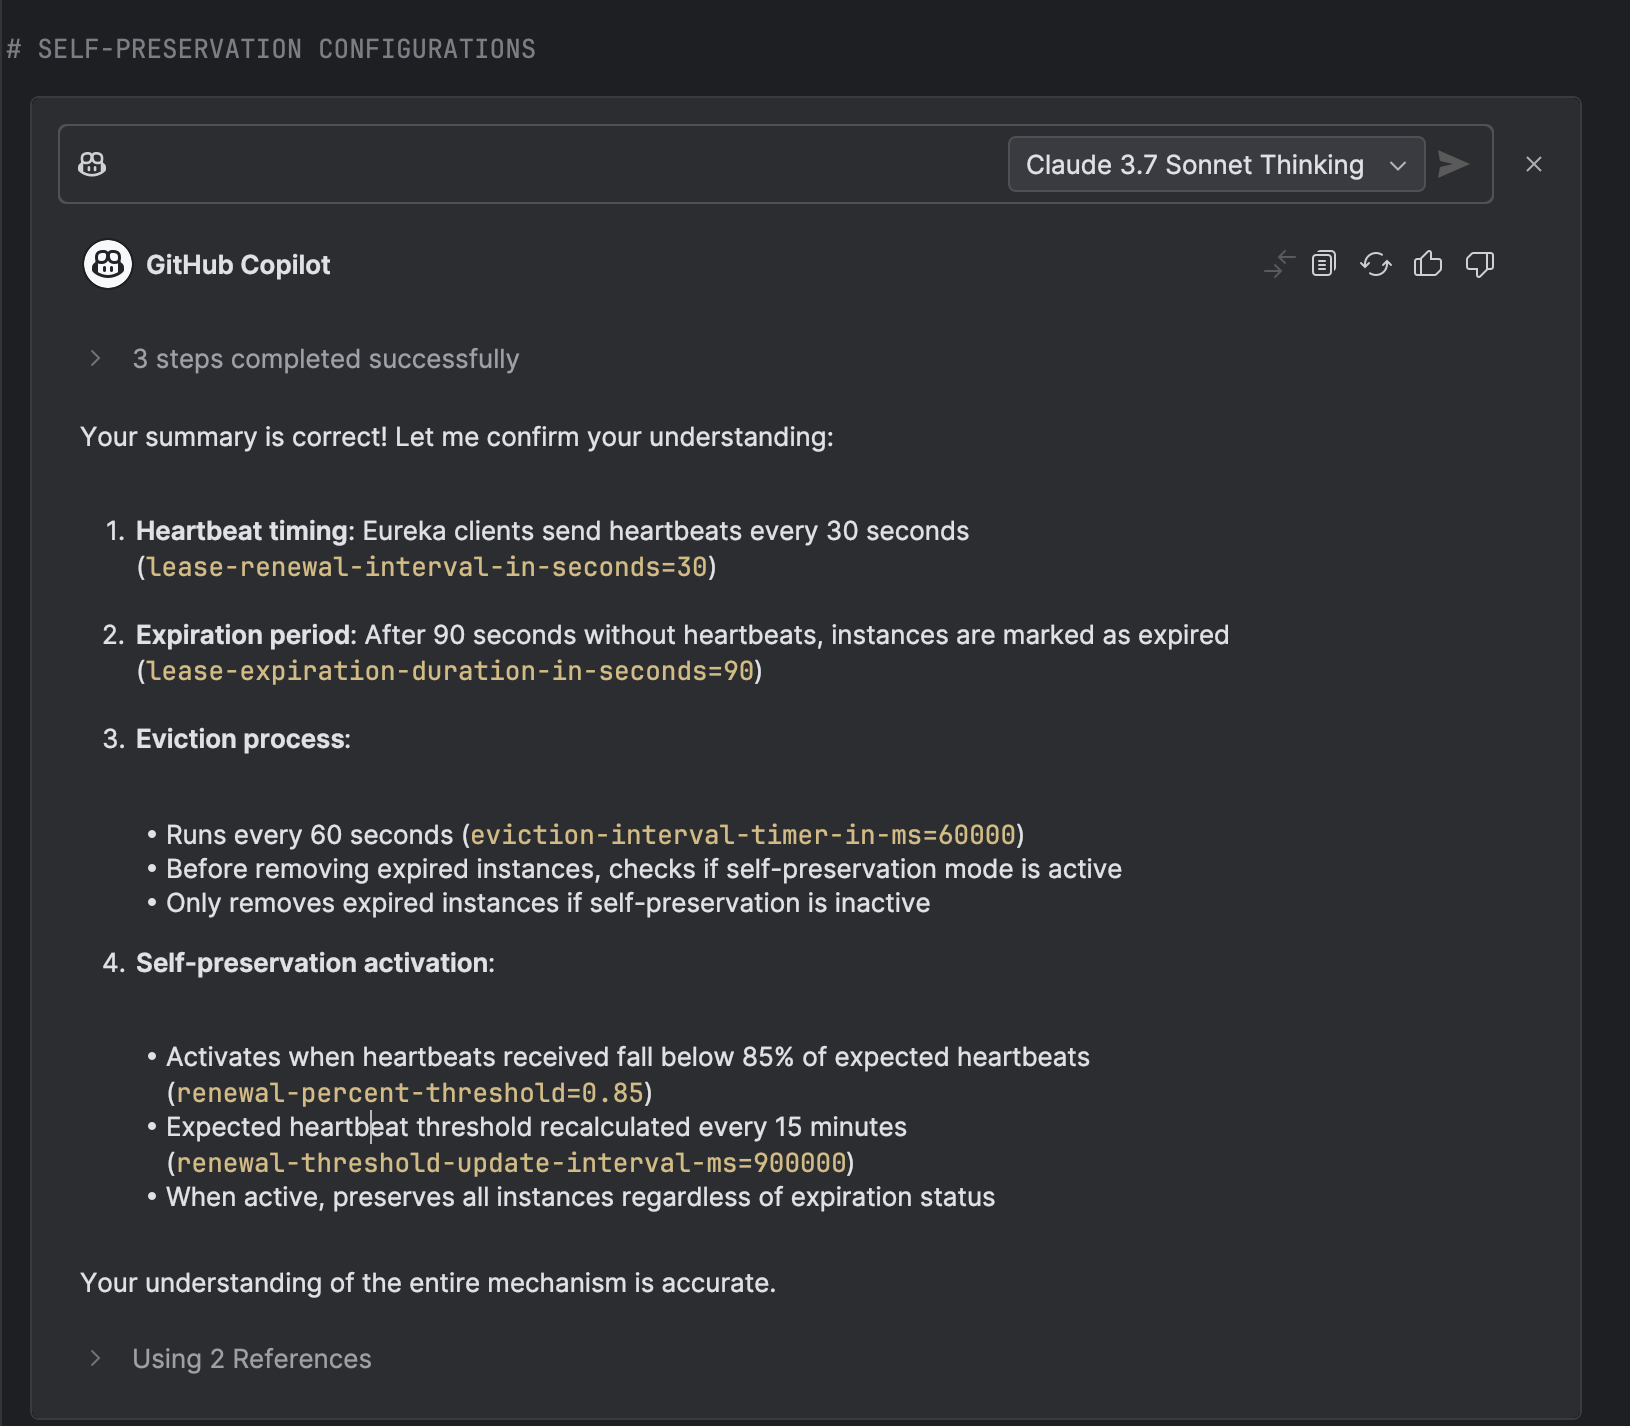 # SELF-PRESERVATION CONFIGURATIONS
Claude 3.7 Sonnet Thinking
GitHub Copilot
3 steps completed successfully
Your summary is correct! Let me confirm your understanding:
1. Heartbeat timing: Eureka clients send heartbeats every 30 seconds
(lease-renewal-interval-in-seconds=30)
2. Expiration period: After 90 seconds without heartbeats, instances are marked as expired
(lease-expiration-duration-in-seconds=90)
3. Eviction process:
• Runs every 60 seconds (eviction-interval-timer-in-ms=60000)
• Before removing expired instances, checks if self-preservation mode is active
• Only removes expired instances if self-preservation is inactive
4. Self-preservation activation:
• Activates when heartbeats received fall below 85% of expected heartbeats
(renewal-percent-threshold=0.85)
• Expected heartbeat threshold recalculated every 15 minutes
(renewal-threshold-update-interval-ms=900000)
• When active, preserves all instances regardless of expiration status
Your understanding of the entire mechanism is accurate.
Using 2 References